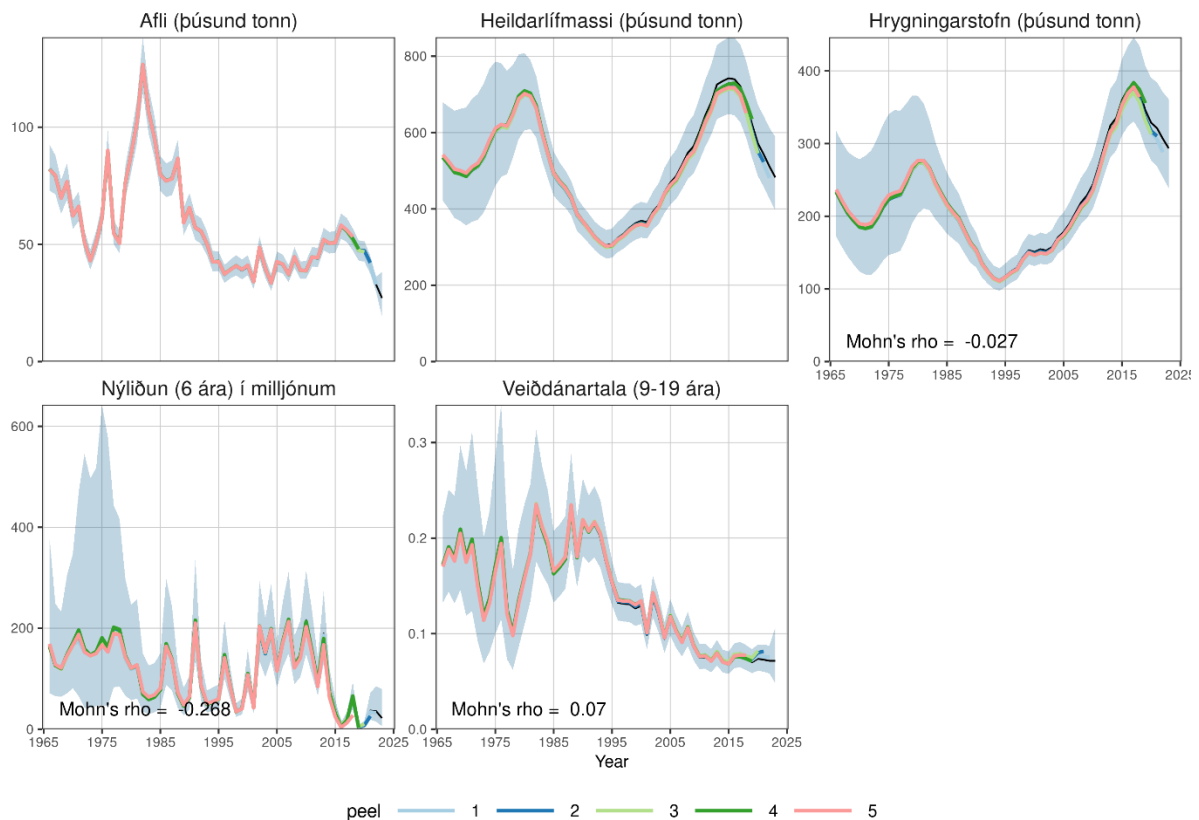 Afli (þúsund tonn)
Heildarlífmassi (þúsund tonn)
Hrygningarstofn (þúsund tonn)
100
50
0
800
600
400
200
0
400
300
200
100
0
Mohn's rho = -0.027
1965 1975 1985 1995 2005 2015 2025
Nýliðun (6 ára) í milljónum
Veiðdánartala (9-19 ára)
600
400
200
0
Mohn's rho = -0.268
1965 1975 1985 1995 2005 2015 2025
0.3
0.2
0.1
0.0
Mohn's rho = 0.07
1965 1975 1985 1995 2005 2015 2025
Year
peel 1 2 3 4 5